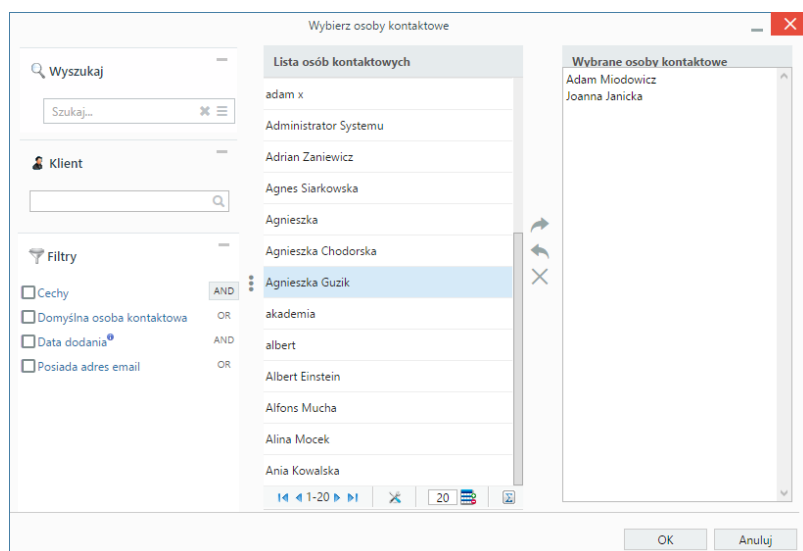 Wybierz osoby kontaktowe
Wyszukaj
Szukaj...
Klient
Filtry
Cechy AND
Domyślna osoba kontaktowa OR
Data dodania AND
Posiada adres email OR
Lista osób kontaktowych
adam x
Administrator Systemu
Adrian Zaniewicz
Agnes Siarkowska
Agnieszka
Agnieszka Chodorska
Agnieszka Guzik
akademia
albert
Albert Einstein
Alfons Mucha
Alina Mocek
Ania Kowalska
1-20 20
Wybrane osoby kontaktowe
Adam Miodowicz
Joanna Janicka
OK Anuluj